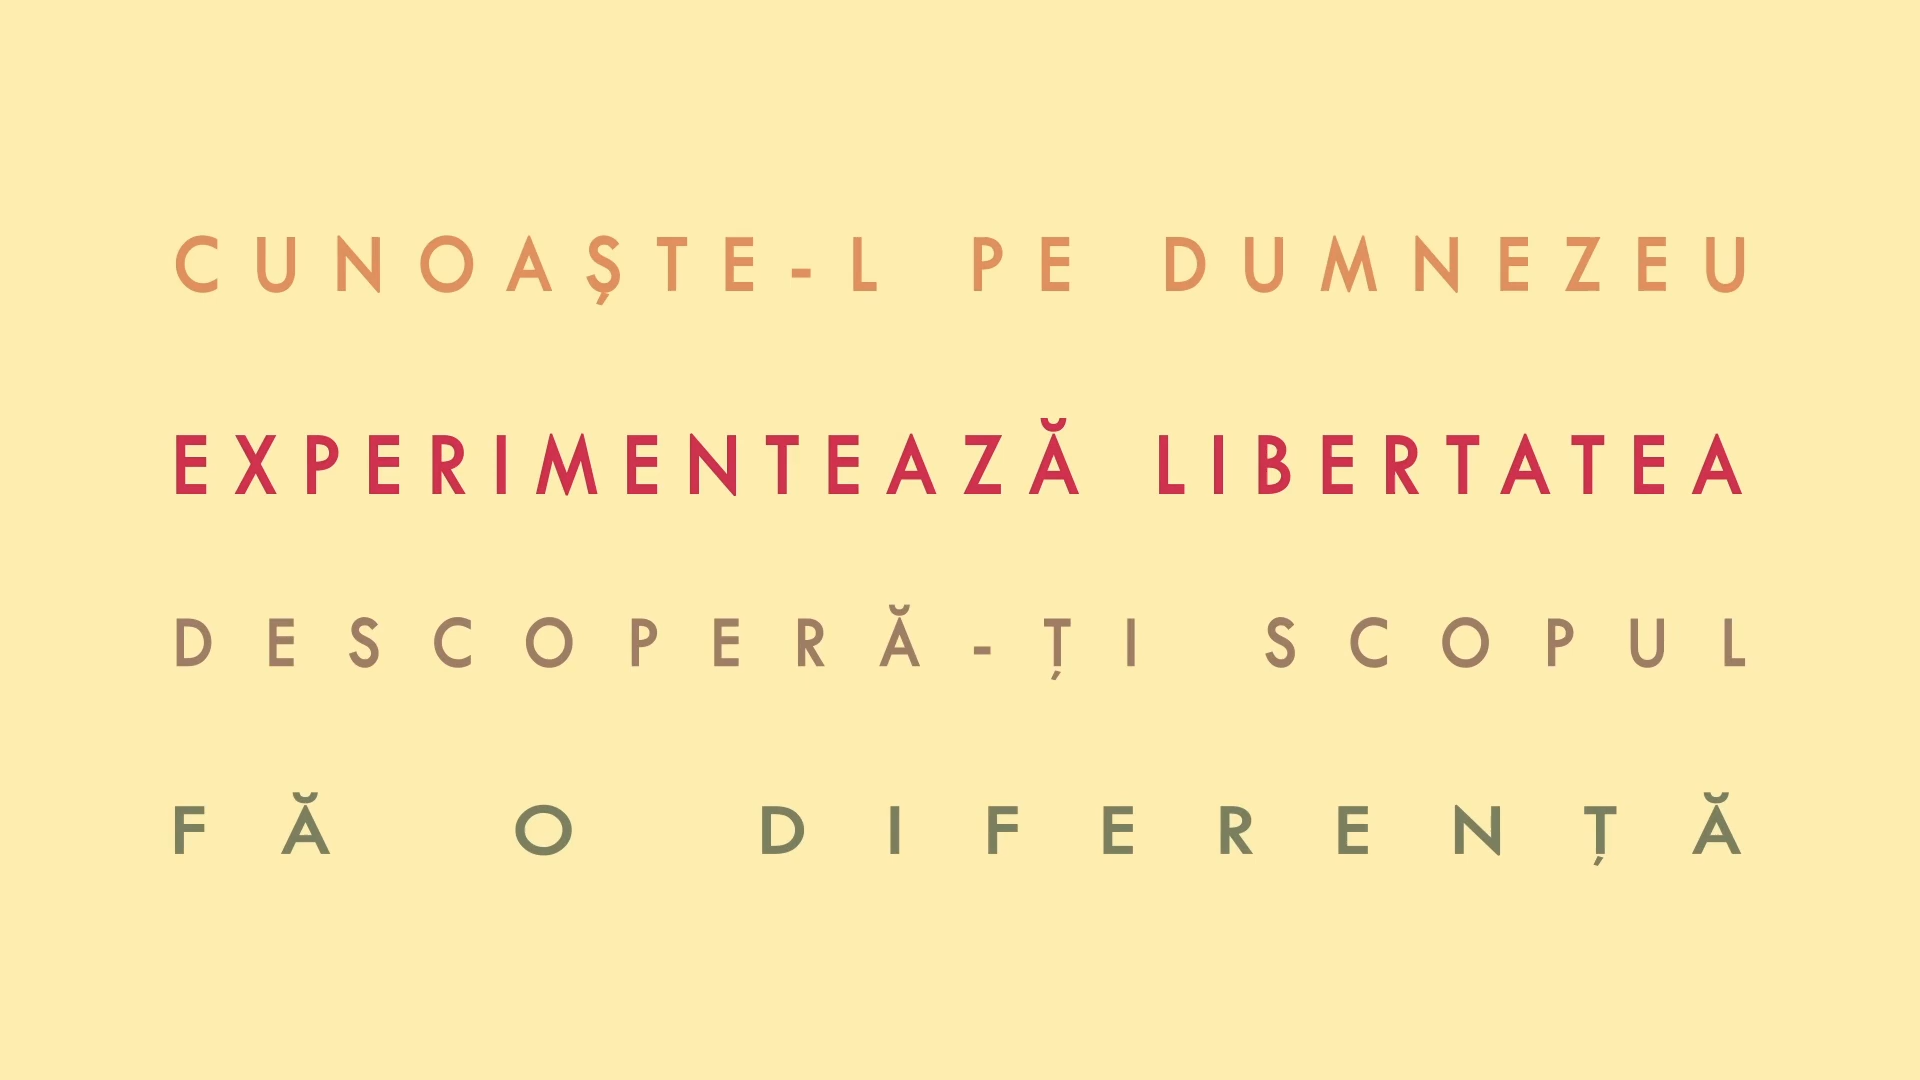 CUNOAȘTE-L PE DUMNEZEU
EXPERIMENTEAZĂ LIBERTATEA
DESCOPERĂ-ȚI SCOPUL
FĂ O DIFERENȚĂ